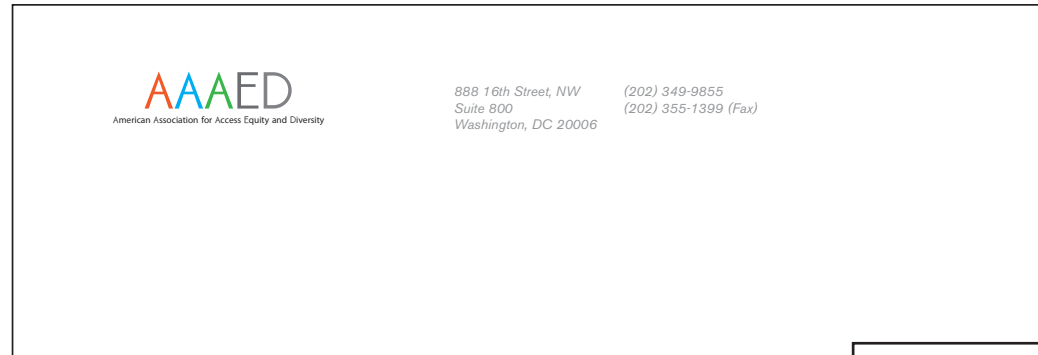 AAAED
American Association for Access Equity and Diversity
888 16th Street, NW
Suite 800
Washington, DC 20006
(202) 349-9855
(202) 355-1399 (Fax)